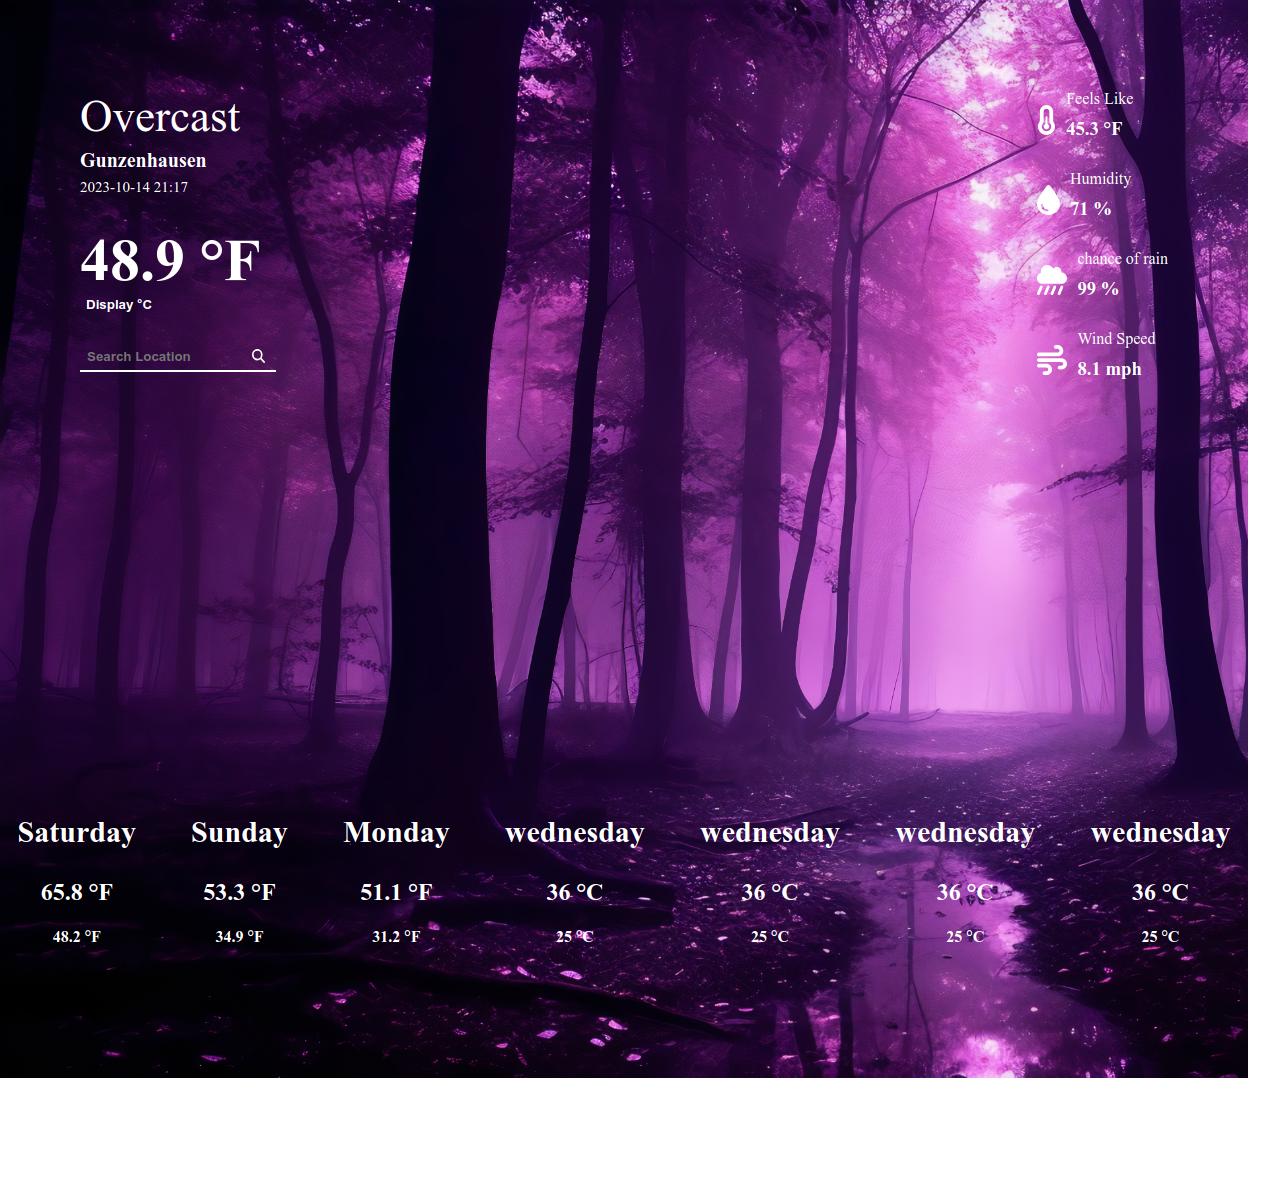 Overcast
Gunzenhausen
2023-10-14 21:17
48.9 °F
Display °C
Search Location
Feels Like
45.3 °F
Humidity
71 %
chance of rain
99 %
Wind Speed
8.1 mph
Saturday Sunday Monday wednesday wednesday wednesday wednesday
65.8 °F 53.3 °F 51.1 °F 36 °C 36 °C 36 °C 36 °C
48.2 °F 34.9 °F 31.2 °F 25 °C 25 °C 25 °C 25 °C